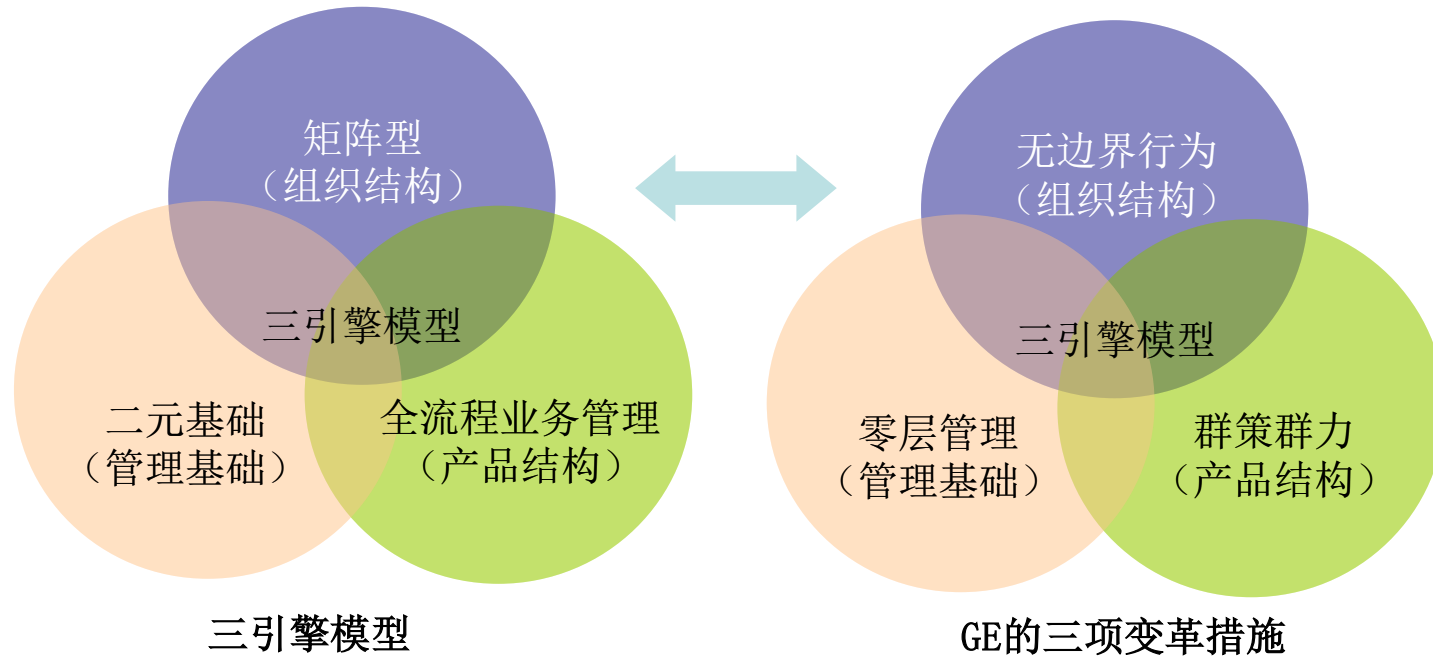 矩阵型
（组织结构）
三引擎模型
二元基础
（管理基础）
全流程业务管理
（产品结构）
三引擎模型
无边界行为
（组织结构）
三引擎模型
零层管理
（管理基础）
群策群力
（产品结构）
GE的三项变革措施